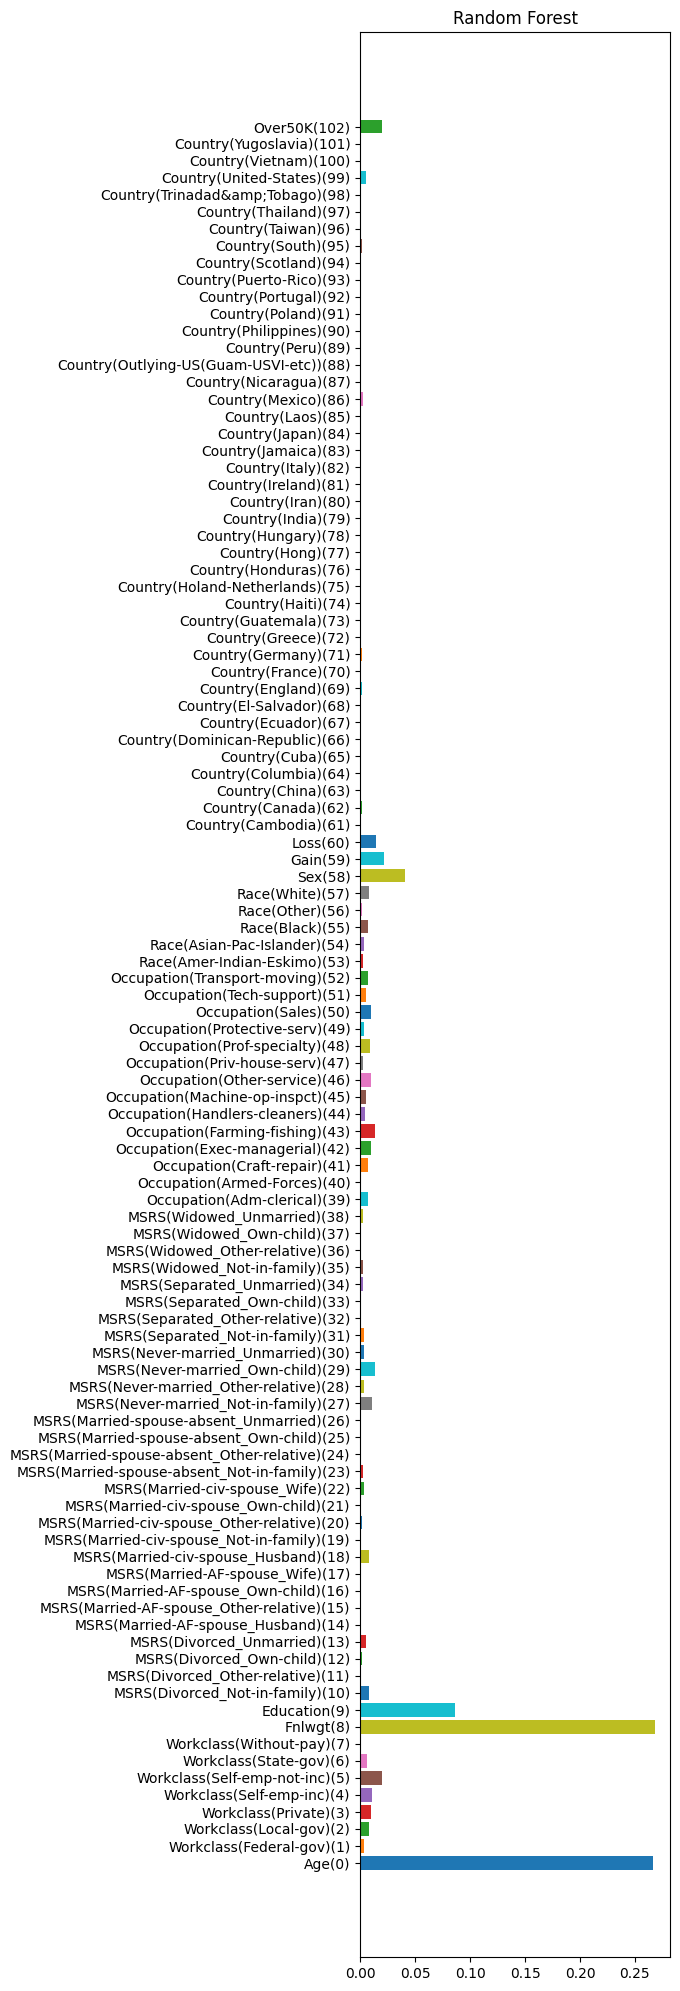 Random Forest
Over50K(102)
Country(Yugoslavia)(101)
Country(Vietnam)(100)
Country(United-States)(99)
Country(Trinadad&amp;Tobago)(98)
Country(Thailand)(97)
Country(Taiwan)(96)
Country(South)(95)
Country(Scotland)(94)
Country(Puerto-Rico)(93)
Country(Portugal)(92)
Country(Poland)(91)
Country(Philippines)(90)
Country(Peru)(89)
Country(Outlying-US(Guam-USVI-etc))(88)
Country(Nicaragua)(87)
Country(Mexico)(86)
Country(Laos)(85)
Country(Japan)(84)
Country(Jamaica)(83)
Country(Italy)(82)
Country(Ireland)(81)
Country(Iran)(80)
Country(India)(79)
Country(Hungary)(78)
Country(Hong)(77)
Country(Honduras)(76)
Country(Holand-Netherlands)(75)
Country(Haiti)(74)
Country(Guatemala)(73)
Country(Greece)(72)
Country(Germany)(71)
Country(France)(70)
Country(England)(69)
Country(El-Salvador)(68)
Country(Ecuador)(67)
Country(Dominican-Republic)(66)
Country(Cuba)(65)
Country(Columbia)(64)
Country(China)(63)
Country(Canada)(62)
Country(Cambodia)(61)
Loss(60)
Gain(59)
Sex(58)
Race(White)(57)
Race(Other)(56)
Race(Black)(55)
Race(Asian-Pac-Islander)(54)
Race(Amer-Indian-Eskimo)(53)
Occupation(Transport-moving)(52)
Occupation(Tech-support)(51)
Occupation(Sales)(50)
Occupation(Protective-serv)(49)
Occupation(Prof-specialty)(48)
Occupation(Priv-house-serv)(47)
Occupation(Other-service)(46)
Occupation(Machine-op-inspct)(45)
Occupation(Handlers-cleaners)(44)
Occupation(Farming-fishing)(43)
Occupation(Exec-managerial)(42)
Occupation(Craft-repair)(41)
Occupation(Armed-Forces)(40)
Occupation(Adm-clerical)(39)
MSRS(Widowed_Unmarried)(38)
MSRS(Widowed_Own-child)(37)
MSRS(Widowed_Other-relative)(36)
MSRS(Widowed_Not-in-family)(35)
MSRS(Separated_Unmarried)(34)
MSRS(Separated_Own-child)(33)
MSRS(Separated_Other-relative)(32)
MSRS(Separated_Not-in-family)(31)
MSRS(Never-married_Unmarried)(30)
MSRS(Never-married_Own-child)(29)
MSRS(Never-married_Other-relative)(28)
MSRS(Never-married_Not-in-family)(27)
MSRS(Married-spouse-absent_Unmarried)(26)
MSRS(Married-spouse-absent_Own-child)(25)
MSRS(Married-spouse-absent_Other-relative)(24)
MSRS(Married-spouse-absent_Not-in-family)(23)
MSRS(Married-civ-spouse_Wife)(22)
MSRS(Married-civ-spouse_Own-child)(21)
MSRS(Married-civ-spouse_Other-relative)(20)
MSRS(Married-civ-spouse_Not-in-family)(19)
MSRS(Married-civ-spouse_Husband)(18)
MSRS(Married-AF-spouse_Wife)(17)
MSRS(Married-AF-spouse_Own-child)(16)
MSRS(Married-AF-spouse_Other-relative)(15)
MSRS(Married-AF-spouse_Husband)(14)
MSRS(Divorced_Unmarried)(13)
MSRS(Divorced_Own-child)(12)
MSRS(Divorced_Other-relative)(11)
MSRS(Divorced_Not-in-family)(10)
Education(9)
Fnlwgt(8)
Workclass(Without-pay)(7)
Workclass(State-gov)(6)
Workclass(Self-emp-not-inc)(5)
Workclass(Self-emp-inc)(4)
Workclass(Private)(3)
Workclass(Local-gov)(2)
Workclass(Federal-gov)(1)
Age(0)
0.00 0.05 0.10 0.15 0.20 0.25